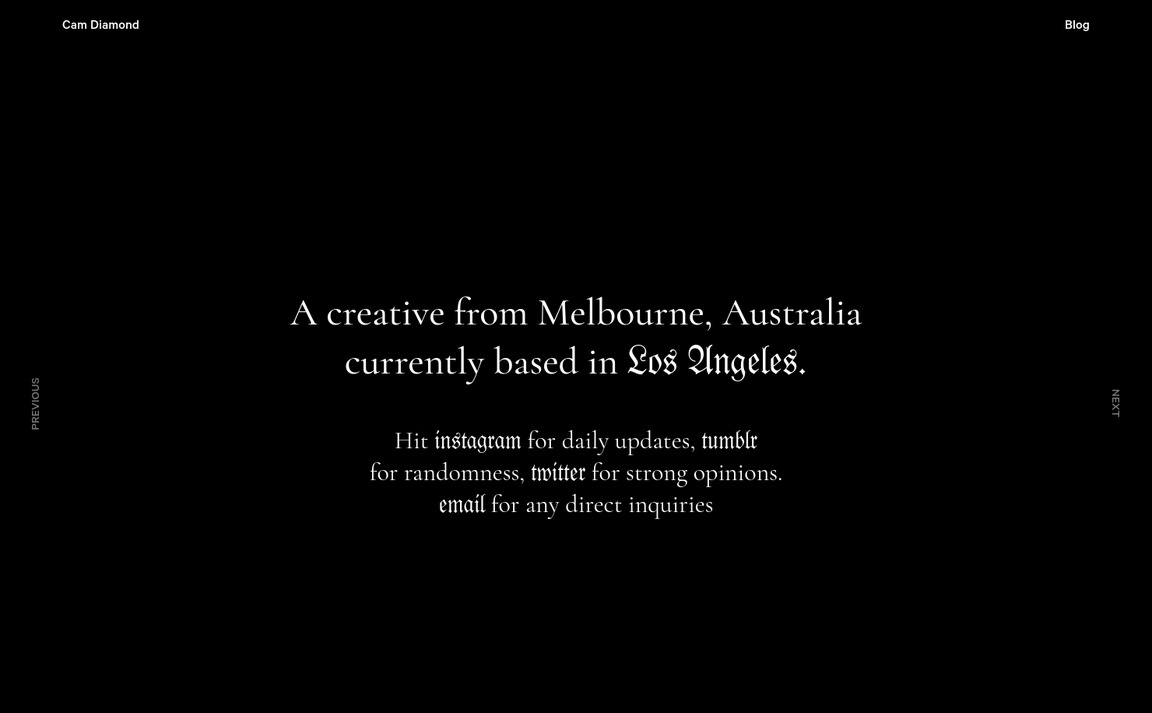 Cam Diamond
Blog
A creative from Melbourne, Australia
currently based in Los Angeles.
Hit instagram for daily updates, tumblr
for randomness, twitter for strong opinions.
email for any direct inquiries
PREVIOUS
NEXT